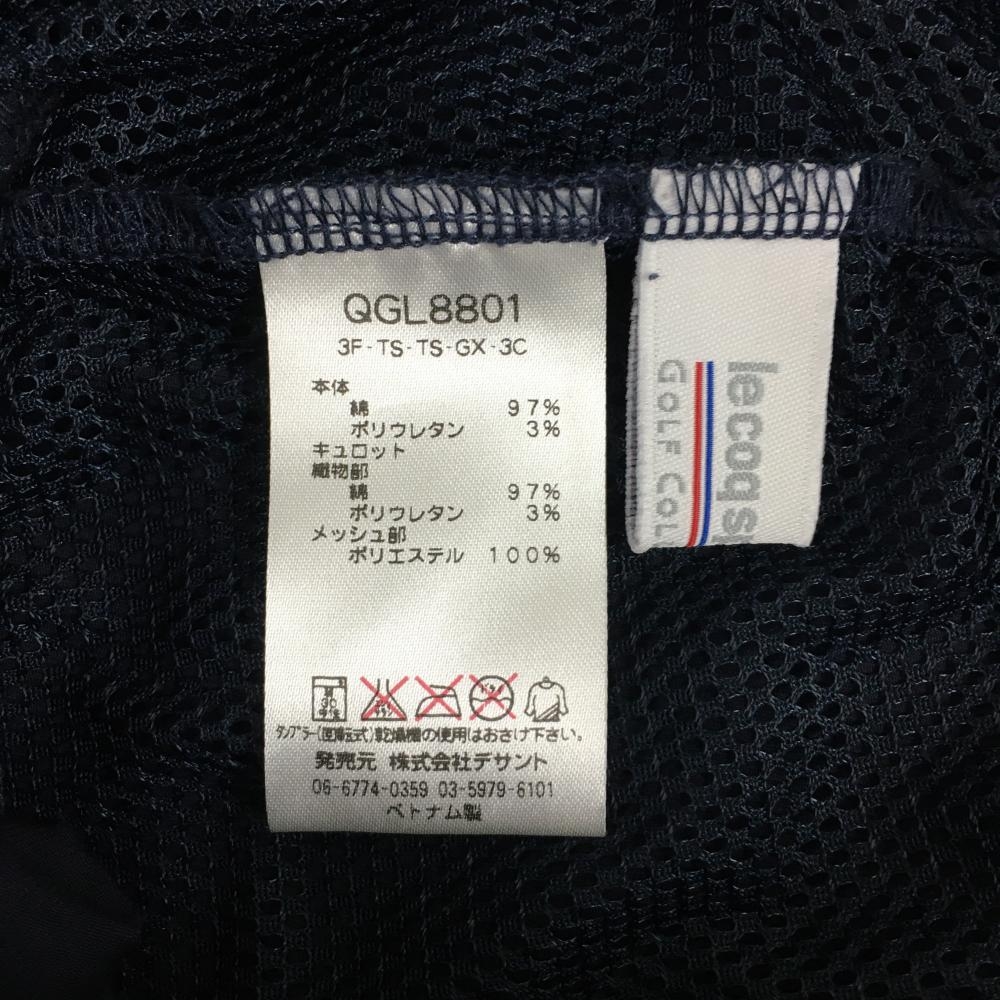 QGL8801
3F-TS-TS-GX-3C
本体
綿 97%
ポリウレタン 3%
キュロット
織物部
綿 97%
ポリウレタン 3%
メッシュ部
ポリエステル 100%
30
タンブラー(回転式)乾燥機の使用はおさけ下さい。
発売元 株式会社デサント
06-6774-0359 03-5979-6101
ベトナム製
lecoq sp
GOLF COL